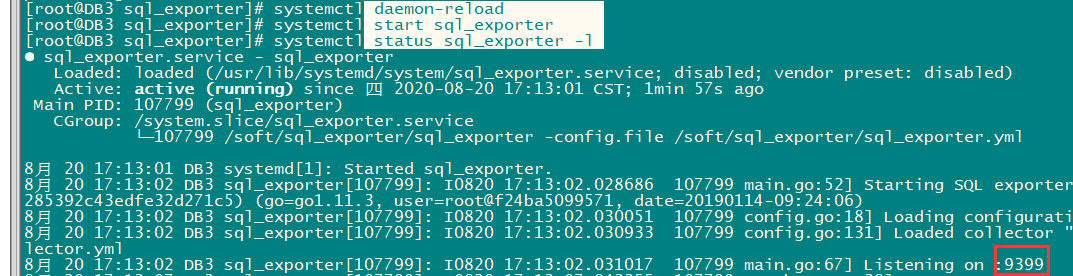 [root@DB3 sql_exporter]# systemctl daemon-reload
[root@DB3 sql_exporter]# systemctl start sql_exporter
[root@DB3 sql_exporter]# systemctl status sql_exporter -l
● sql_exporter.service - sql_exporter
Loaded: loaded (/usr/lib/systemd/system/sql_exporter.service; disabled; vendor preset: disabled)
Active: active (running) since 四 2020-08-20 17:13:01 CST; 1min 57s ago
Main PID: 107799 (sql_exporter)
CGroup: /system.slice/sql_exporter.service
└─107799 /soft/sql_exporter/sql_exporter -config.file /soft/sql_exporter/sql_exporter.yml
8月 20 17:13:01 DB3 systemd[1]: Started sql_exporter.
8月 20 17:13:02 DB3 sql_exporter[107799]: I0820 17:13:02.028686 107799 main.go:52] Starting SQL exporter
285392c43edfe32d271c5) (go=go1.11.3, user=root@f24ba5099571, date=20190114-09:24:06)
8月 20 17:13:02 DB3 sql_exporter[107799]: I0820 17:13:02.030051 107799 config.go:18] Loading configurati
8月 20 17:13:02 DB3 sql_exporter[107799]: I0820 17:13:02.030933 107799 config.go:131] Loaded collector "
lector.yml
8月 20 17:13:02 DB3 sql_exporter[107799]: I0820 17:13:02.031017 107799 main.go:67] Listening on :9399